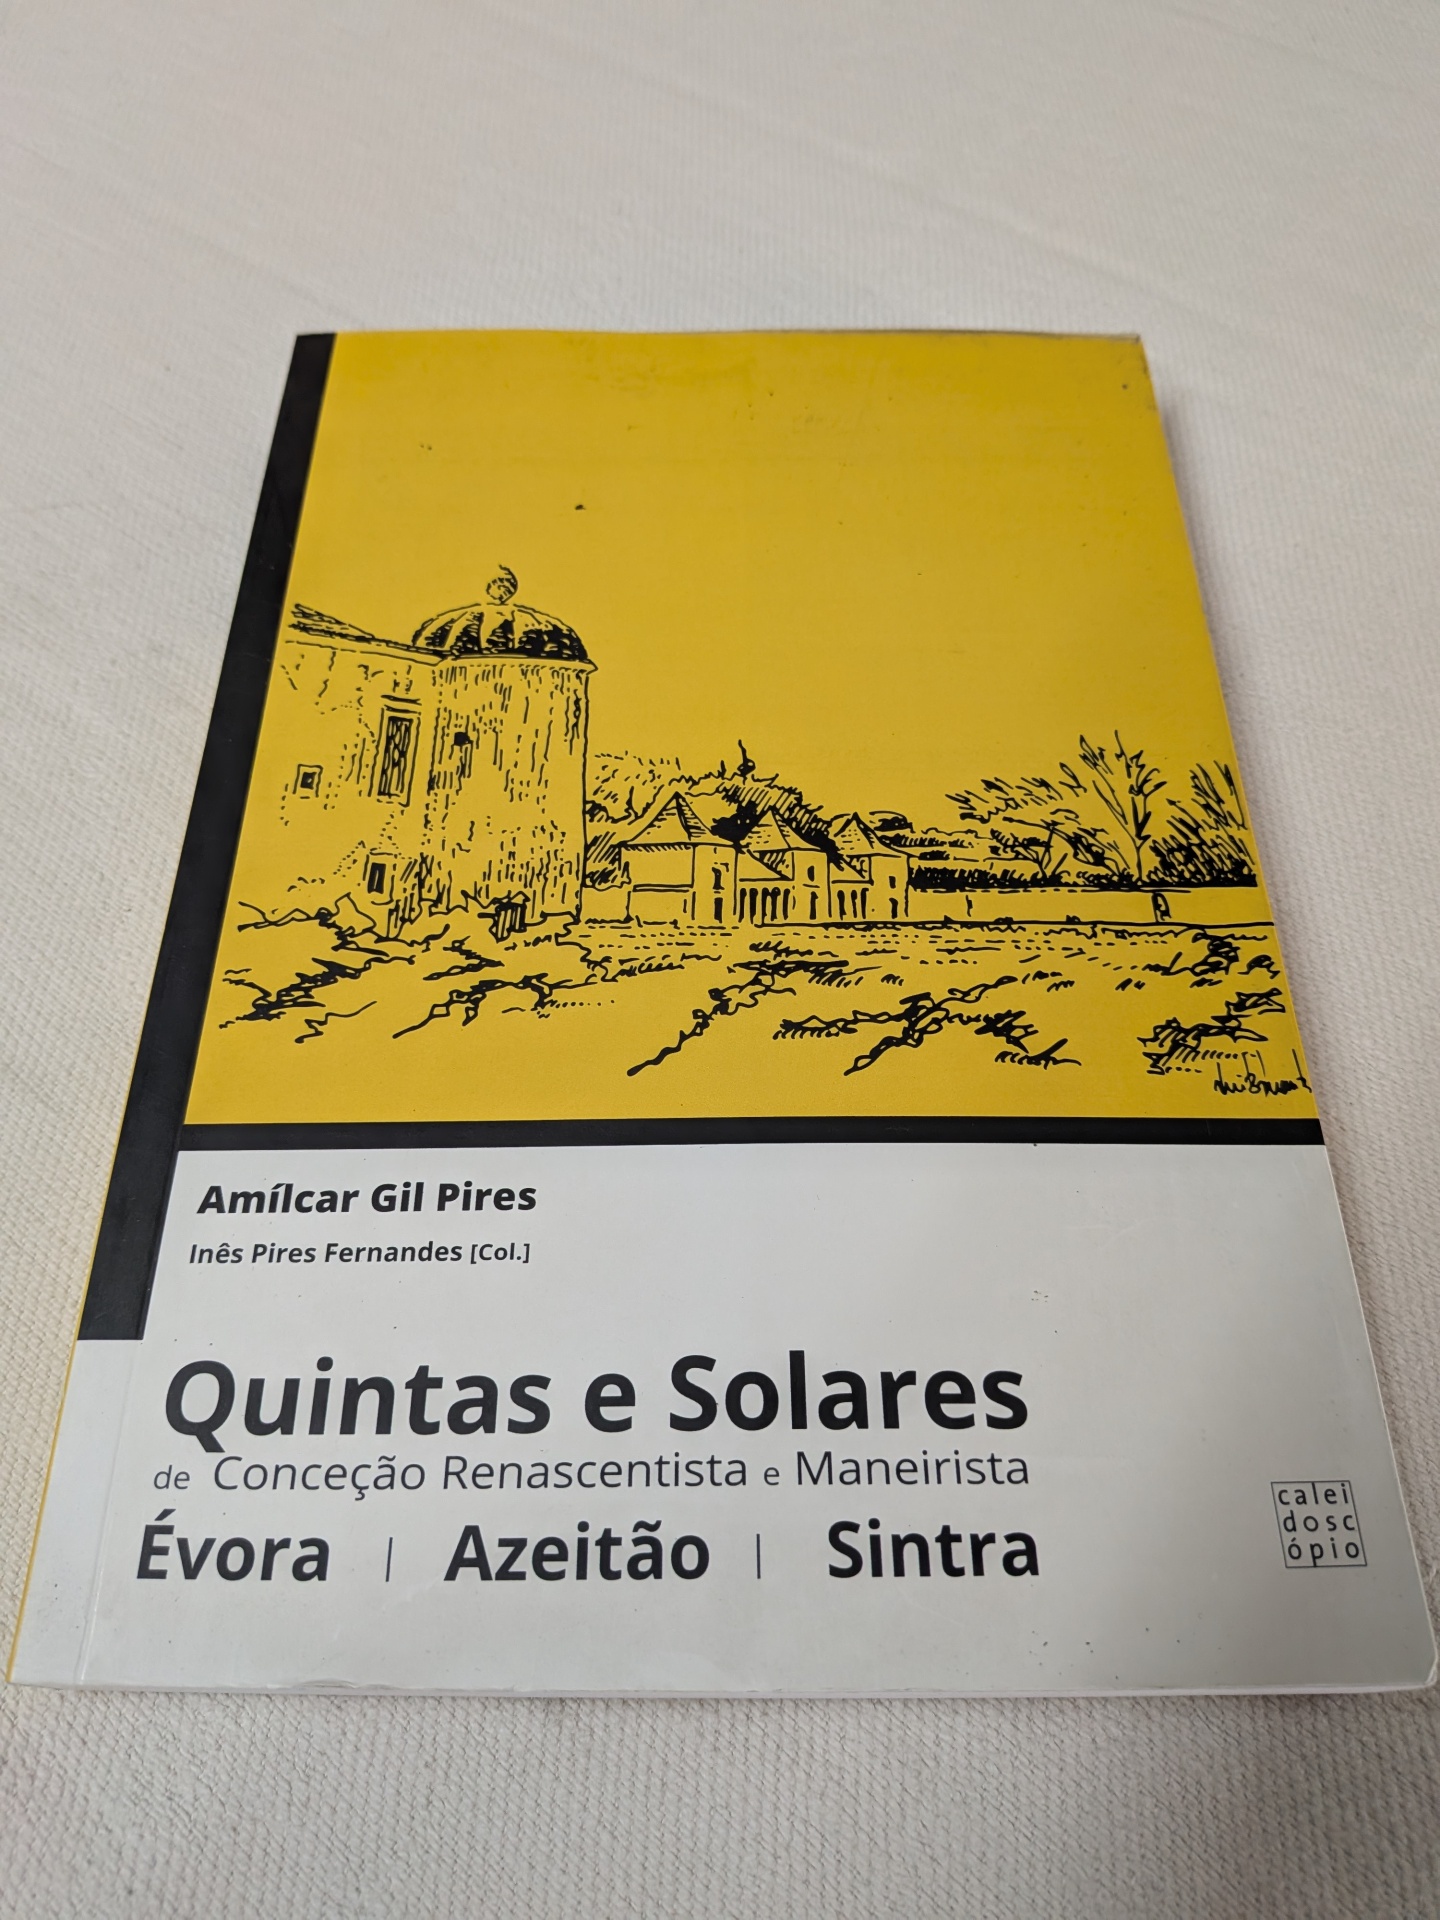 Amílcar Gil Pires
Inês Pires Fernandes [Col.]
Quintas e Solares
de Conceção Renascentista e Maneirista
Évora | Azeitão | Sintra
calei
dosc
ópio